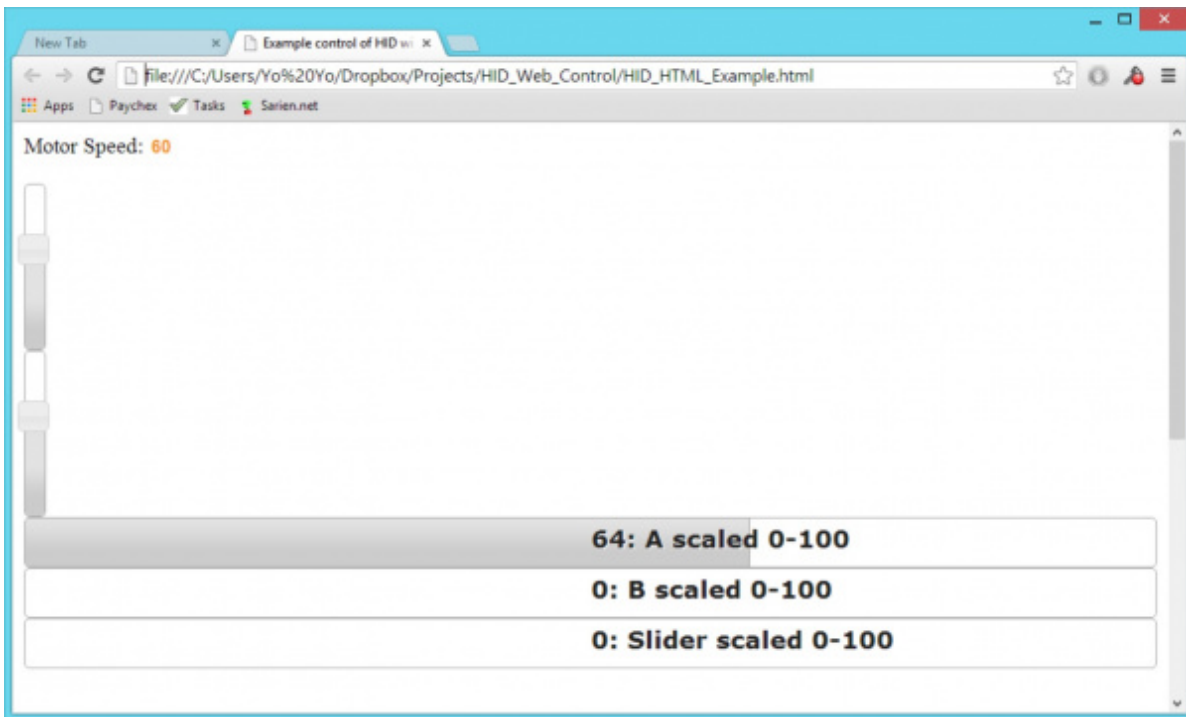 New Tab
Example control of HID wi
file:///C:/Users/Yo%20Yo/Dropbox/Projects/HID_Web_Control/HID_HTML_Example.html
Apps Paychex Tasks Sarien.net
Motor Speed: 60
64: A scaled 0-100
0: B scaled 0-100
0: Slider scaled 0-100